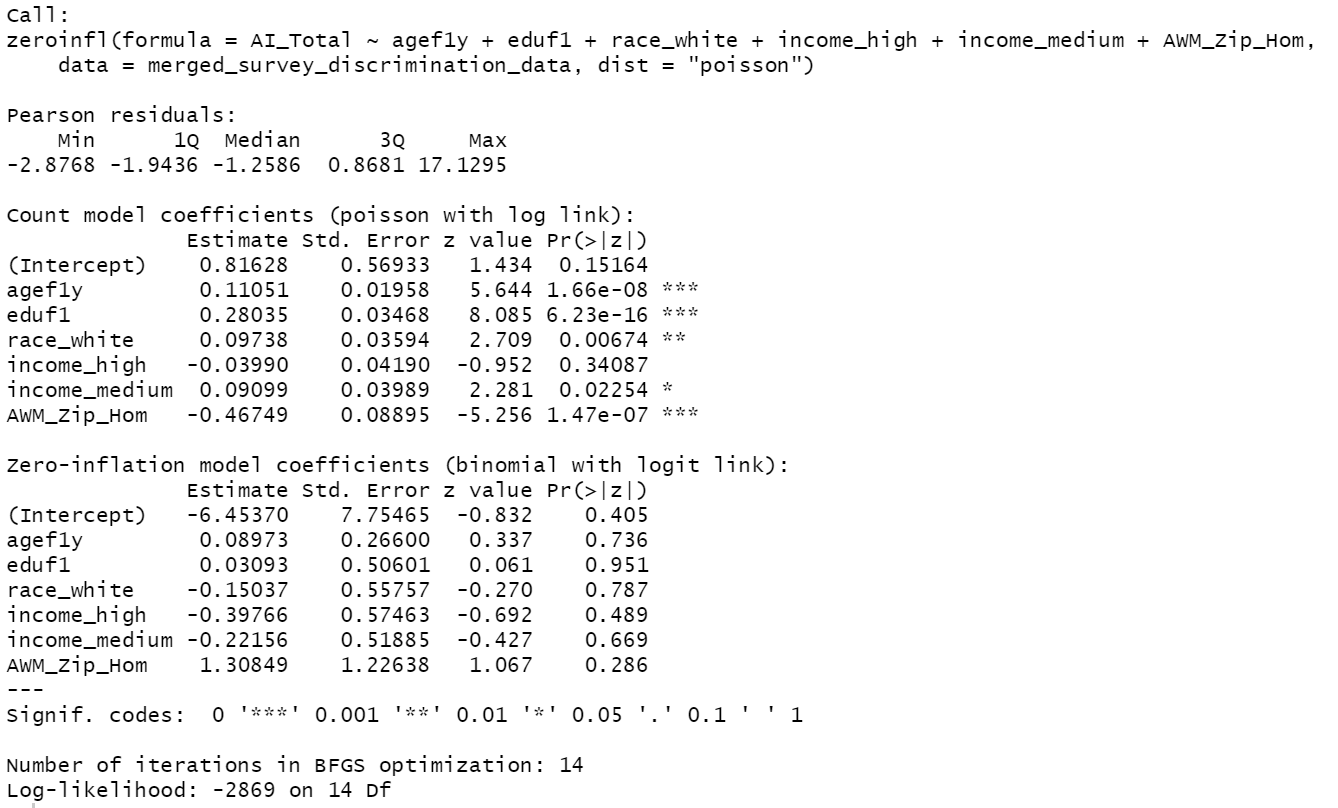 Call:
zeroinfl(formula = AI_Total ~ agef1y + eduf1 + race_white + income_high + income_medium + AWM_Zip_Hom,
    data = merged_survey_discrimination_data, dist = "poisson")

Pearson residuals:
    Min      1Q  Median      3Q     Max
-2.8768 -1.9436 -1.2586  0.8681 17.1295

Count model coefficients (poisson with log link):
              Estimate Std. Error z value Pr(>|z|)
(Intercept)    0.81628    0.56933   1.434  0.15164
agef1y         0.11051    0.01958   5.644 1.66e-08 ***
eduf1          0.28035    0.03468   8.085 6.23e-16 ***
race_white     0.09738    0.03594   2.709  0.00674 **
income_high   -0.03990    0.04190  -0.952  0.34087
income_medium  0.09099    0.03989   2.281  0.02254 *
AWM_Zip_Hom   -0.46749    0.08895  -5.256 1.47e-07 ***

Zero-inflation model coefficients (binomial with logit link):
              Estimate Std. Error z value Pr(>|z|)
(Intercept)   -6.45370    7.75465  -0.832    0.405
agef1y         0.08973    0.26600   0.337    0.736
eduf1          0.03093    0.50601   0.061    0.951
race_white    -0.15037    0.55757  -0.270    0.787
income_high   -0.39766    0.57463  -0.692    0.489
income_medium -0.22156    0.51885  -0.427    0.669
AWM_Zip_Hom    1.30849    1.22638   1.067    0.286
---
Signif. codes:  0 '***' 0.001 '**' 0.01 '*' 0.05 '.' 0.1 ' ' 1

Number of iterations in BFGS optimization: 14
Log-likelihood: -2869 on 14 Df